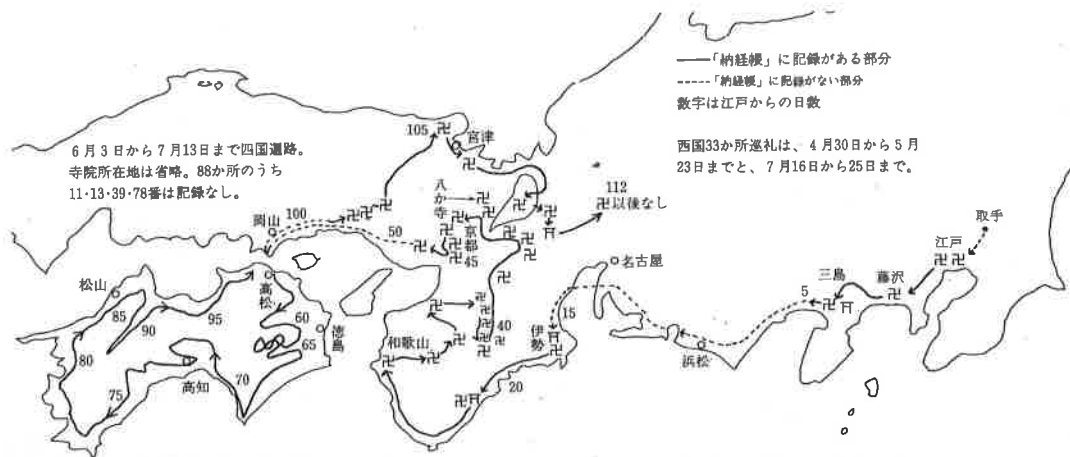 ──「納経帳」に記録がある部分
-----「納経帳」に記録がない部分
数字は江戸からの日数
西国33か所巡礼は、4月30日から5月
23日までと、7月16日から25日まで。
6月3日から7月13日まで四国遍路。
寺院所在地は省略。88か所のうち
11·13·39·78番は記録なし。
105
宮津
八か寺
112
以後なし
取手
岡山
100
50
京都
45
名古屋
江戸
三島
藤沢
5
松山
高松
85
90
95
60
65
徳島
和歌山
40
伊勢
15
浜松
80
75
高知
70
20